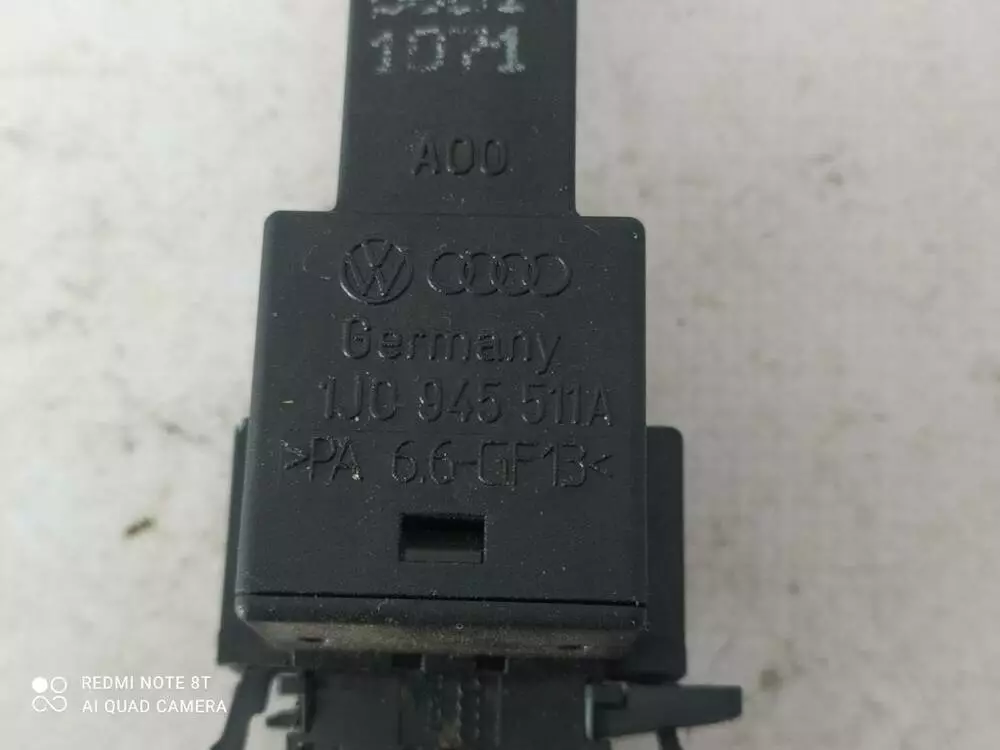 1071
A00
Germany
1J0 945 511A
>PA 6.6-GF13<
REDMI NOTE 8T
AI QUAD CAMERA